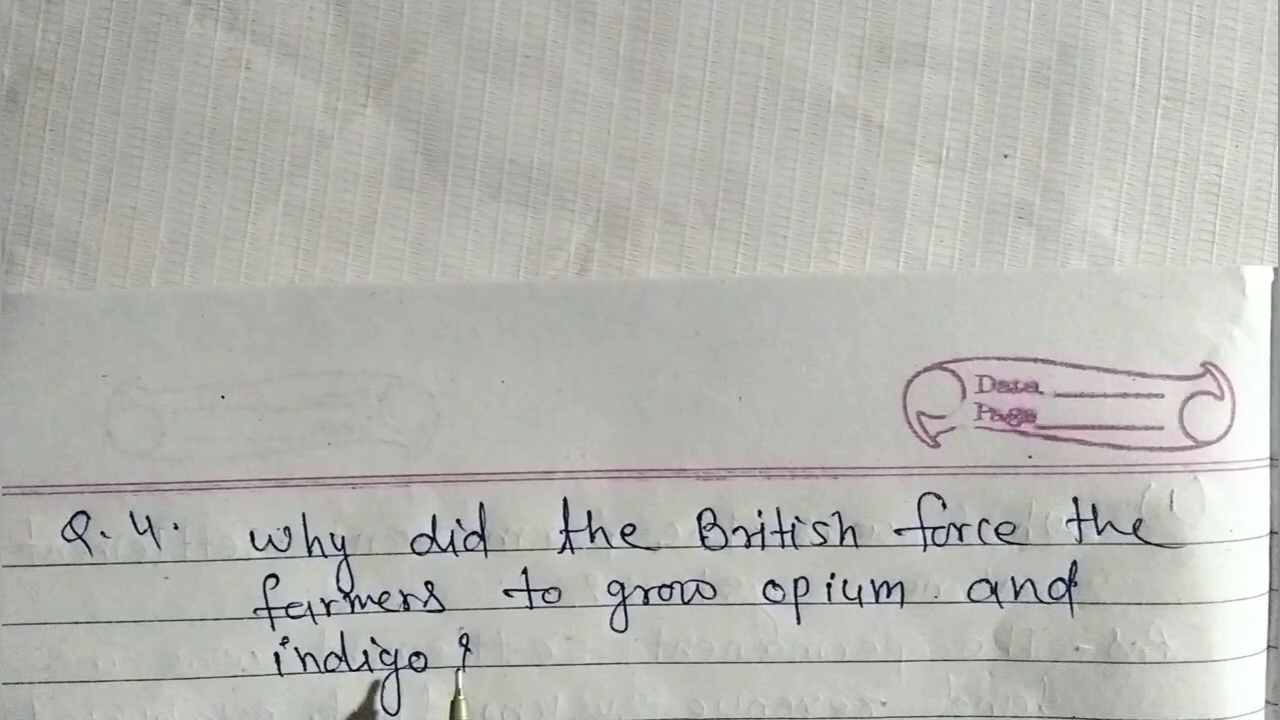 Date
Page
Q. 4. Why did the British force the
farmers to grow opium and
indigo ?